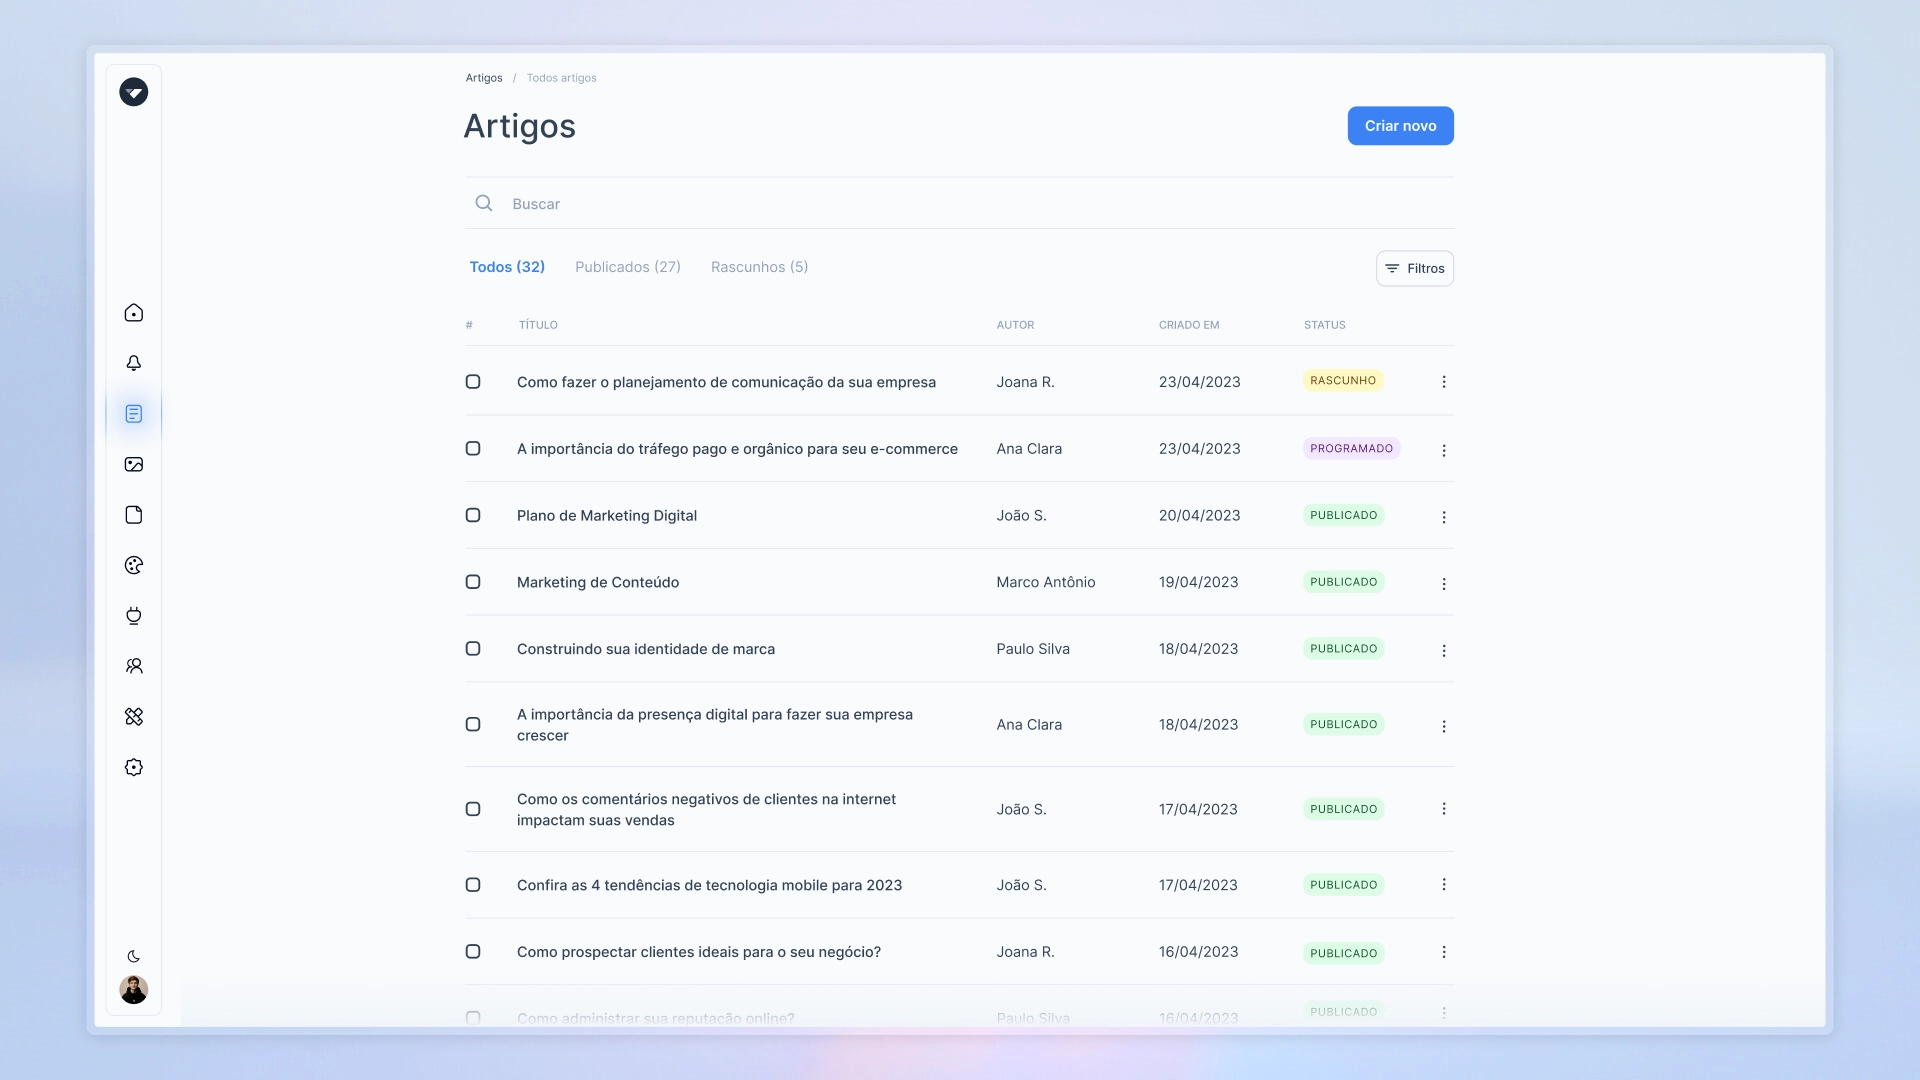 Artigos / Todos artigos
Artigos
Criar novo
Buscar
Todos (32) Publicados (27) Rascunhos (5)
Filtros
# TÍTULO AUTOR CRIADO EM STATUS
Como fazer o planejamento de comunicação da sua empresa Joana R. 23/04/2023 RASCUNHO
A importância do tráfego pago e orgânico para seu e-commerce Ana Clara 23/04/2023 PROGRAMADO
Plano de Marketing Digital João S. 20/04/2023 PUBLICADO
Marketing de Conteúdo Marco Antônio 19/04/2023 PUBLICADO
Construindo sua identidade de marca Paulo Silva 18/04/2023 PUBLICADO
A importância da presença digital para fazer sua empresa
crescer Ana Clara 18/04/2023 PUBLICADO
Como os comentários negativos de clientes na internet
impactam suas vendas João S. 17/04/2023 PUBLICADO
Confira as 4 tendências de tecnologia mobile para 2023 João S. 17/04/2023 PUBLICADO
Como prospectar clientes ideais para o seu negócio? Joana R. 16/04/2023 PUBLICADO
Como administrar sua reputação online? Paulo Silva 16/04/2023 PUBLICADO